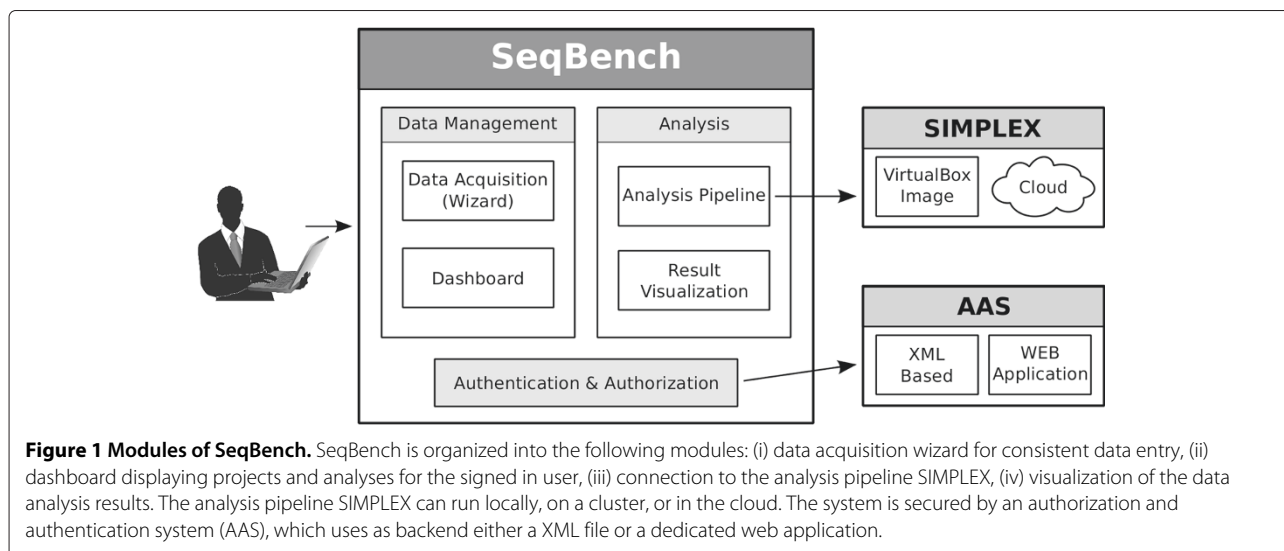 SeqBench
Data Management
Data Acquisition
(Wizard)
Dashboard
Analysis
Analysis Pipeline
Result
Visualization
Authentication & Authorization
SIMPLEX
VirtualBox
Image
Cloud
AAS
XML
Based
WEB
Application
Figure 1 Modules of SeqBench. SeqBench is organized into the following modules: (i) data acquisition wizard for consistent data entry, (ii)
dashboard displaying projects and analyses for the signed in user, (iii) connection to the analysis pipeline SIMPLEX, (iv) visualization of the data
analysis results. The analysis pipeline SIMPLEX can run locally, on a cluster, or in the cloud. The system is secured by an authorization and
authentication system (AAS), which uses as backend either a XML file or a dedicated web application.